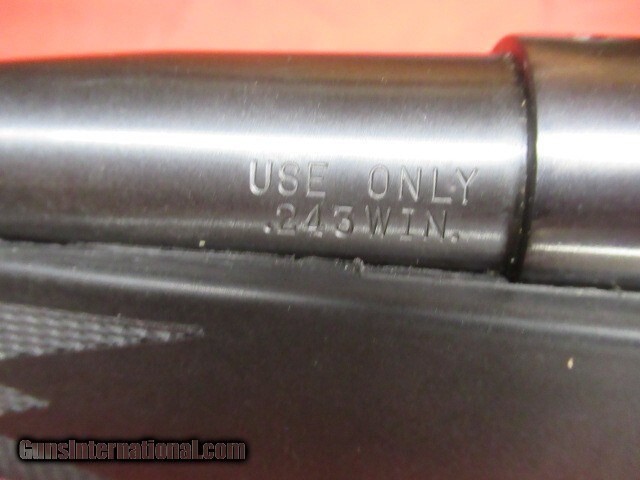 USE ONLY
.243 WIN.
GunsInternational.com